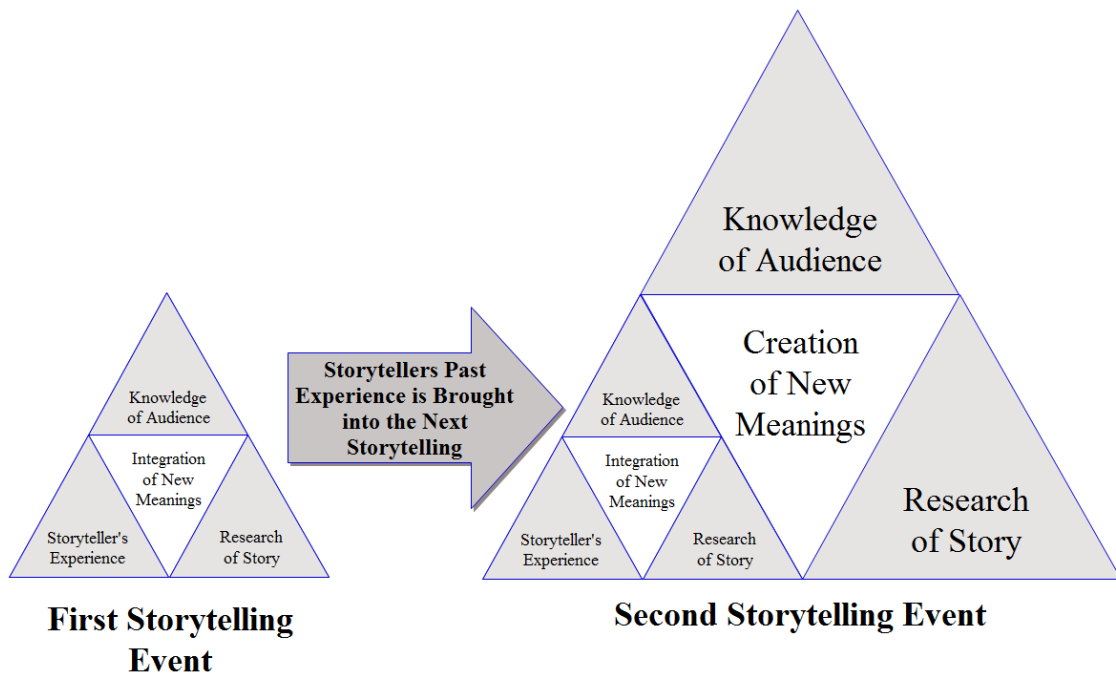 Knowledge
of Audience
Integration
of New
Meanings
Storyteller's
Experience
Research
of Story
First Storytelling
Event
Storytellers Past
Experience is Brought
into the Next
Storytelling
Knowledge
of Audience
Creation
of New
Meanings
Knowledge
of Audience
Integration
of New
Meanings
Storyteller's
Experience
Research
of Story
Research
of Story
Second Storytelling Event